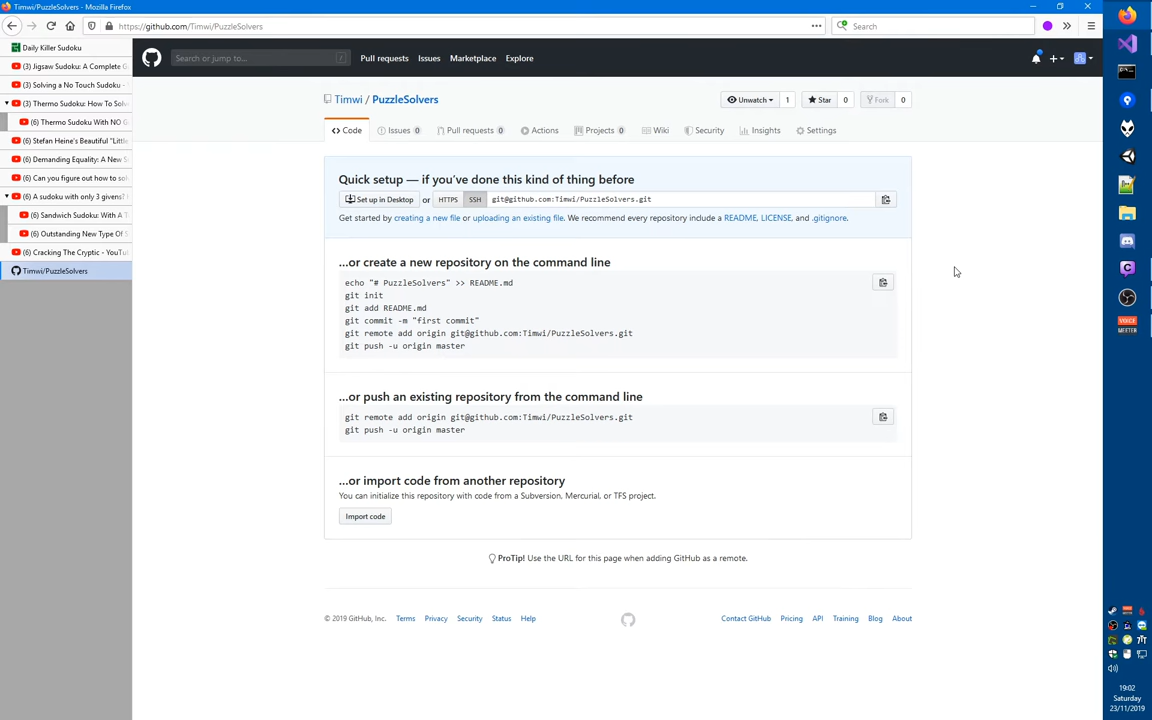 Timwi/PuzzleSolvers - Mozilla Firefox
https://github.com/Timwi/PuzzleSolvers
Search
Daily Killer Sudoku
(3) Jigsaw Sudoku: A Complete G
(3) Solving a No Touch Sudoku -
(3) Thermo Sudoku: How To Solv
(6) Thermo Sudoku With NO G
(6) Stefan Heine's Beautiful "Little
(6) Demanding Equality: A New S
(6) Can you figure out how to so
(6) A sudoku with only 3 givens?
(6) Sandwich Sudoku: With A T
(6) Outstanding New Type Of S
(6) Cracking The Cryptic - YouTu
Timwi/PuzzleSolvers
Search or jump to...
/
Pull requests
Issues
Marketplace
Explore
Timwi / PuzzleSolvers
Unwatch 1
Star 0
Fork 0
Code
Issues 0
Pull requests 0
Actions
Projects 0
Wiki
Security
Insights
Settings
Quick setup — if you've done this kind of thing before
Set up in Desktop or HTTPS SSH git@github.com:Timwi/PuzzleSolvers.git
Get started by creating a new file or uploading an existing file. We recommend every repository include a README, LICENSE, and .gitignore.
...or create a new repository on the command line
echo "# PuzzleSolvers" >> README.md
git init
git add README.md
git commit -m "first commit"
git remote add origin git@github.com:Timwi/PuzzleSolvers.git
git push -u origin master
...or push an existing repository from the command line
git remote add origin git@github.com:Timwi/PuzzleSolvers.git
git push -u origin master
...or import code from another repository
You can initialize this repository with code from a Subversion, Mercurial, or TFS project.
Import code
ProTip! Use the URL for this page when adding GitHub as a remote.
© 2019 GitHub, Inc.
Terms
Privacy
Security
Status
Help
Contact GitHub
Pricing
API
Training
Blog
About
VOICE
MEETER
19:02
Saturday
23/11/2019